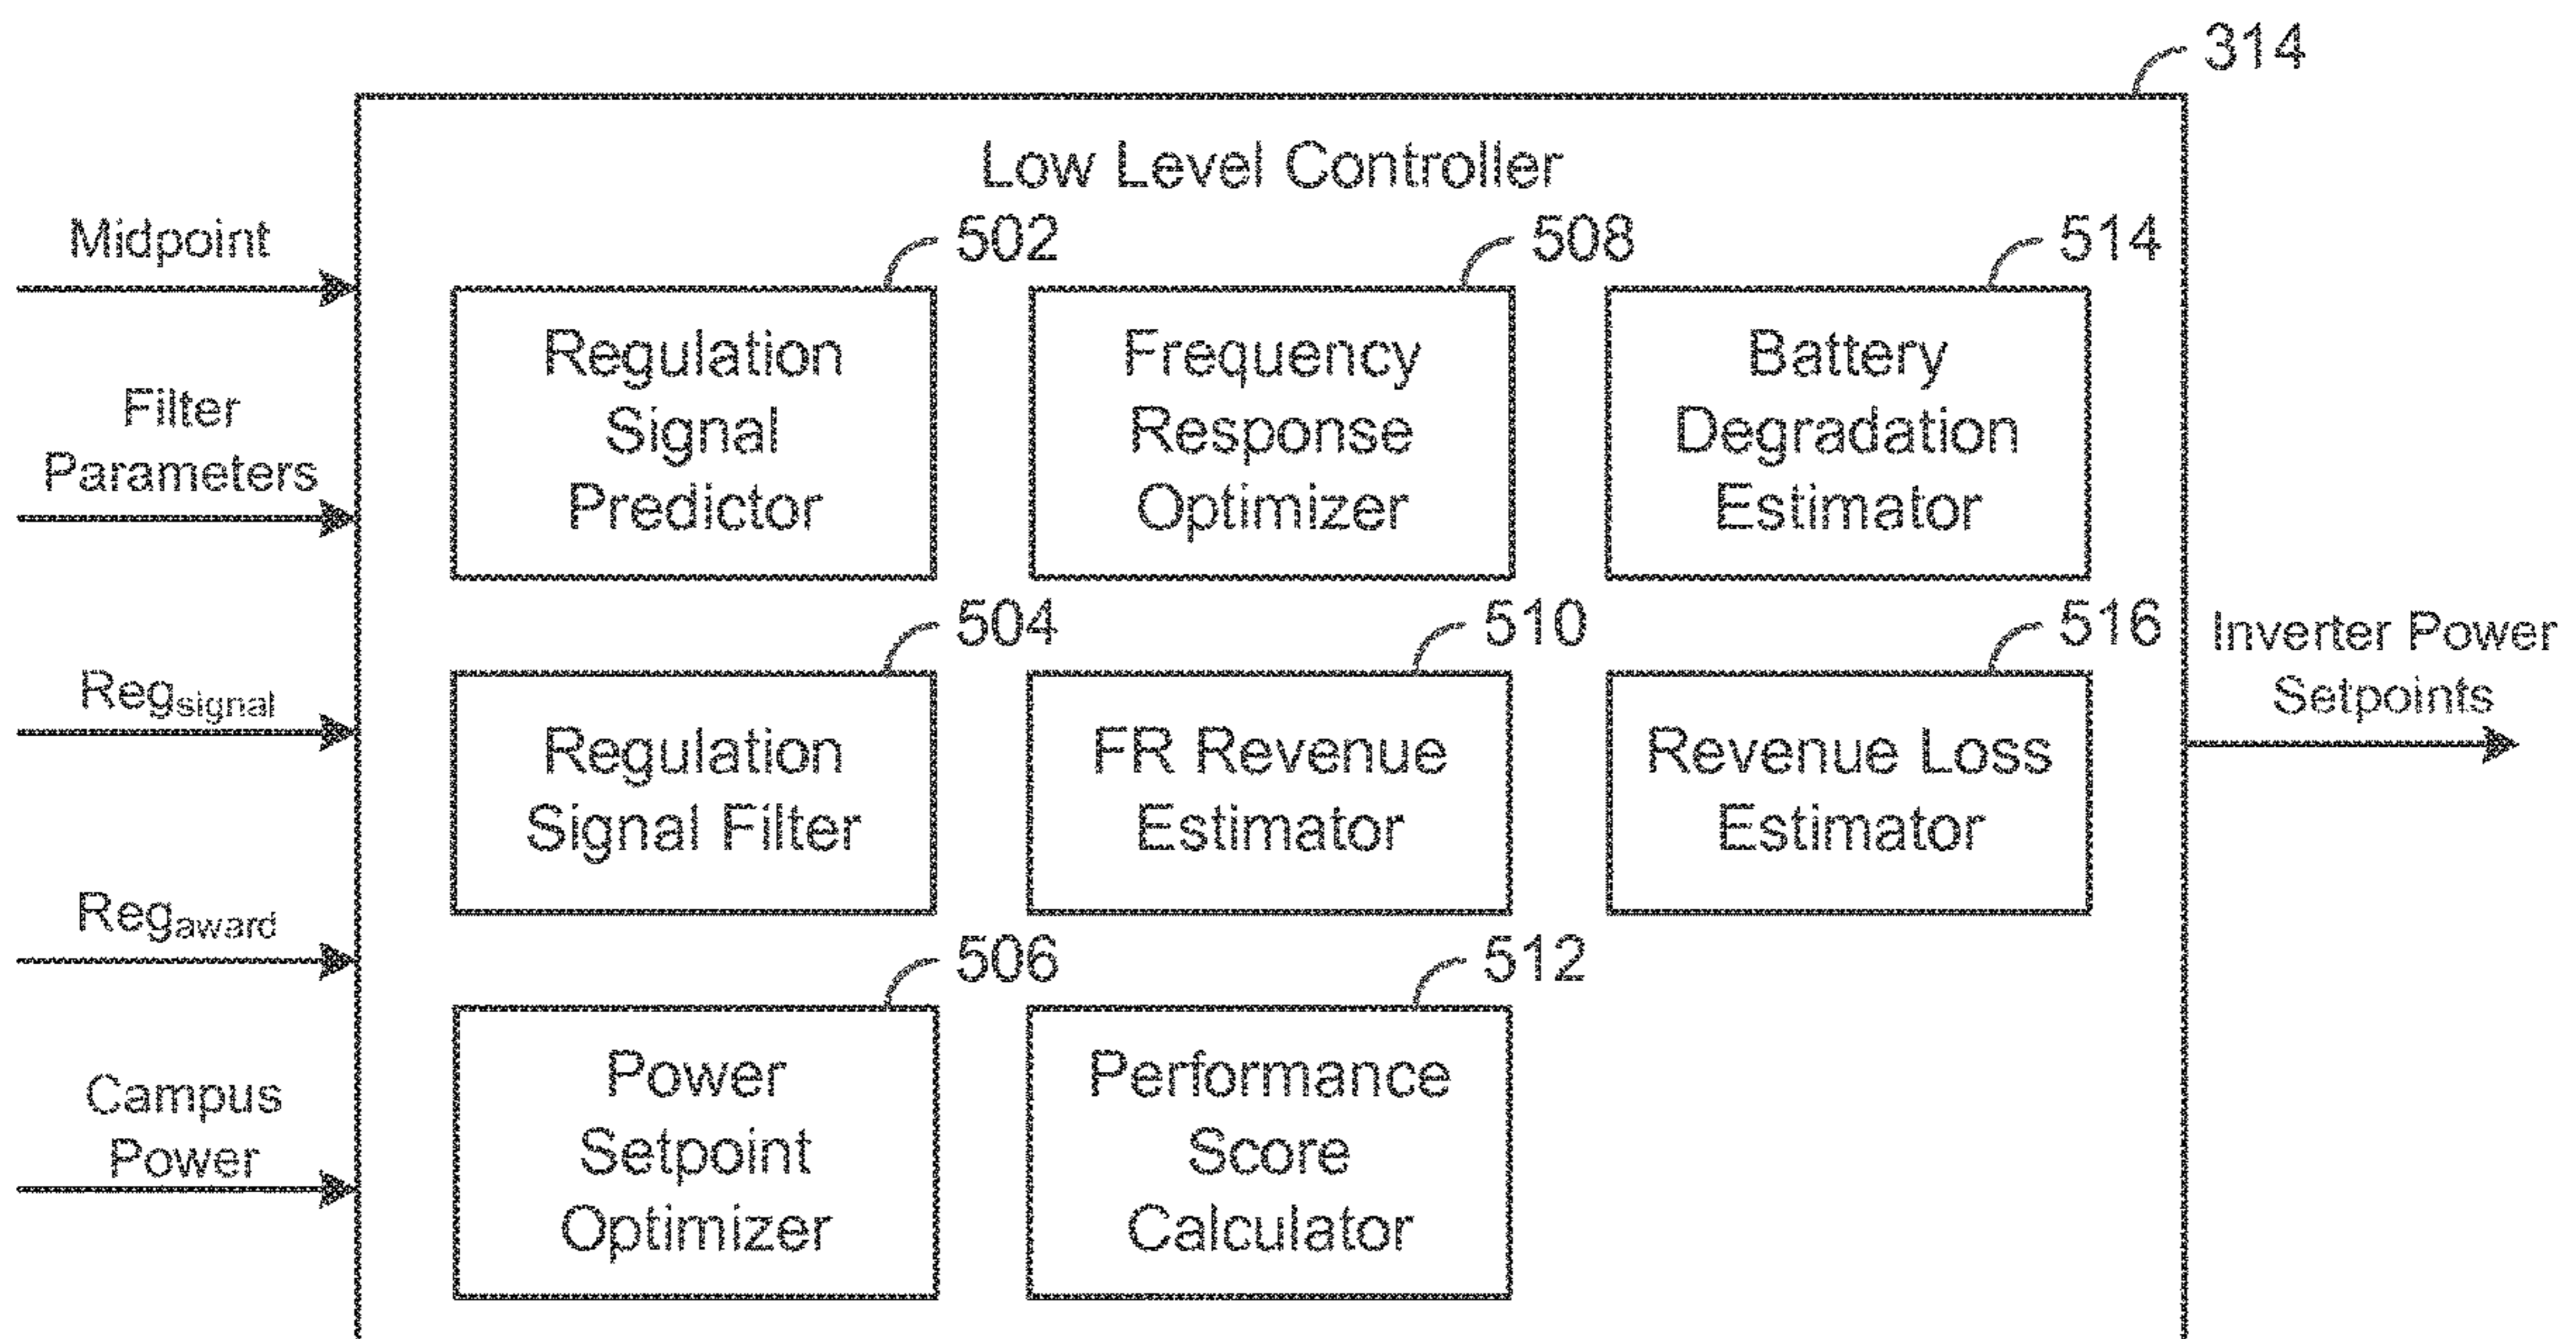 314
Low Level Controller
Midpoint
Filter
Parameters
Regsignal
Regaward
Campus
Power
502
Regulation
Signal
Predictor
508
Frequency
Response
Optimizer
514
Battery
Degradation
Estimator
504
Regulation
Signal Filter
510
FR Revenue
Estimator
516
Revenue Loss
Estimator
506
Power
Setpoint
Optimizer
512
Performance
Score
Calculator
Inverter Power
Setpoints